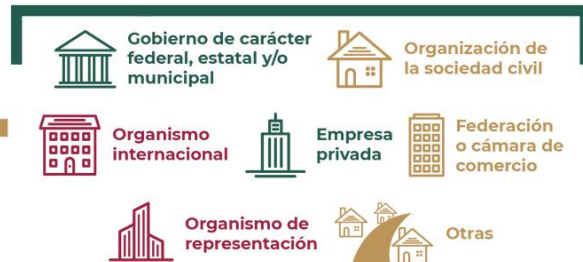 Gobierno de carácter
federal, estatal y/o
municipal
Organización de
la sociedad civil
Organismo
internacional
Empresa
privada
Federación
o cámara de
comercio
Organismo de
representación
Otras